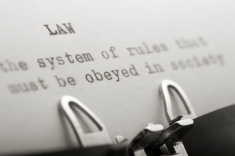 LAW
the system of rules that
must be obeyed in society